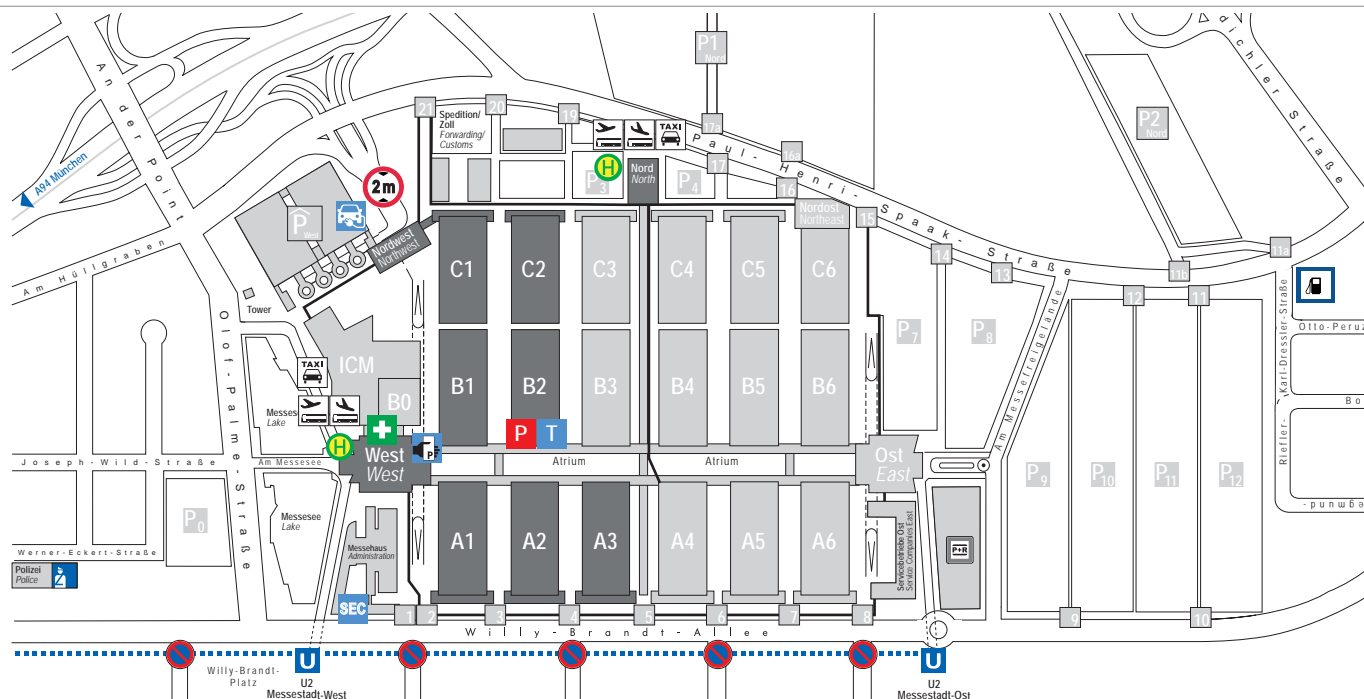 P1
Nord
P2
Nord
dichler Straße
An der Point
A94 München
21
20
19
17a
16a
17
16
15
14
13
12
11
11b
11a
Spedition/
Zoll
Forwarding/
Customs
TAXI
H
P3
Nord
North
P4
Paul-Henri-Spaak-Straße
2m
P
West
Nordwest
Northwest
Nordost
Northeast
Am Hüllgraben
Tower
C1
C2
C3
C4
C5
C6
P7
P8
Am Messefreigelände
Otto-Peruz
Karl-Dressler-Straße
Riefler-
Bo
egmund-
Olof-Palme-Straße
ICM
B0
B1
B2
B3
B4
B5
B6
TAXI
Messes
Lake
H
P
P
T
West
West
Atrium
Atrium
Ost
East
Joseph-Wild-Straße
Am Messesee
P0
P9
P10
P11
P12
Messesee
Lake
Messehaus
Administration
A1
A2
A3
A4
A5
A6
Servicebetriebe Ost
Service Companies East
P+R
Werner-Eckert-Straße
Polizei
Police
SEC
1
2
3
4
5
6
7
8
9
10
Willy-Brandt-Allee
Willy-Brandt-
Platz
U
U2
Messestadt-West
U
U2
Messestadt-Ost